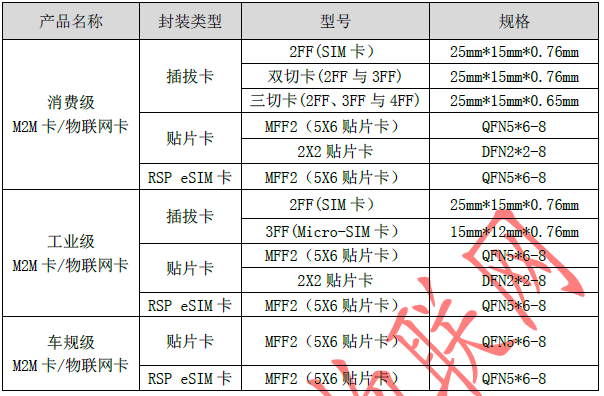 产品名称 封装类型 型号 规格
消费级
M2M 卡/物联网卡
插拔卡
2FF(SIM 卡) 25mm*15mm*0.76mm
双切卡(2FF 与 3FF) 25mm*15mm*0.76mm
三切卡(2FF、3FF 与 4FF) 25mm*15mm*0.65mm
贴片卡
MFF2（5X6 贴片卡） QFN5*6-8
2X2 贴片卡 DFN2*2-8
RSP eSIM 卡 MFF2（5X6 贴片卡） QFN5*6-8
工业级
M2M 卡/物联网卡
插拔卡
2FF(SIM 卡) 25mm*15mm*0.76mm
3FF(Micro-SIM 卡) 15mm*12mm*0.76mm
贴片卡
MFF2（5X6 贴片卡） QFN5*6-8
2X2 贴片卡 DFN2*2-8
RSP eSIM 卡 MFF2（5X6 贴片卡） QFN5*6-8
车规级
M2M 卡/物联网卡
贴片卡 MFF2（5X6 贴片卡） QFN5*6-8
RSP eSIM 卡 MFF2（5X6 贴片卡） QFN5*6-8
联网